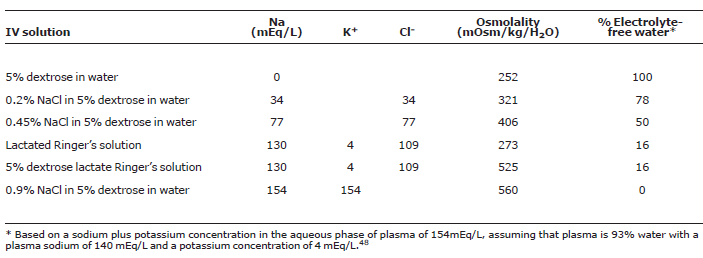 IV solution Na (mEq/L) K+ Cl- Osmolality (mOsm/kg/H2O) % Electrolyte-free water*
5% dextrose in water 0 252 100
0.2% NaCl in 5% dextrose in water 34 34 321 78
0.45% NaCl in 5% dextrose in water 77 77 406 50
Lactated Ringer's solution 130 4 109 273 16
5% dextrose lactate Ringer's solution 130 4 109 525 16
0.9% NaCl in 5% dextrose in water 154 154 560 0
* Based on a sodium plus potassium concentration in the aqueous phase of plasma of 154mEq/L, assuming that plasma is 93% water with a
plasma sodium of 140 mEq/L and a potassium concentration of 4 mEq/L.48